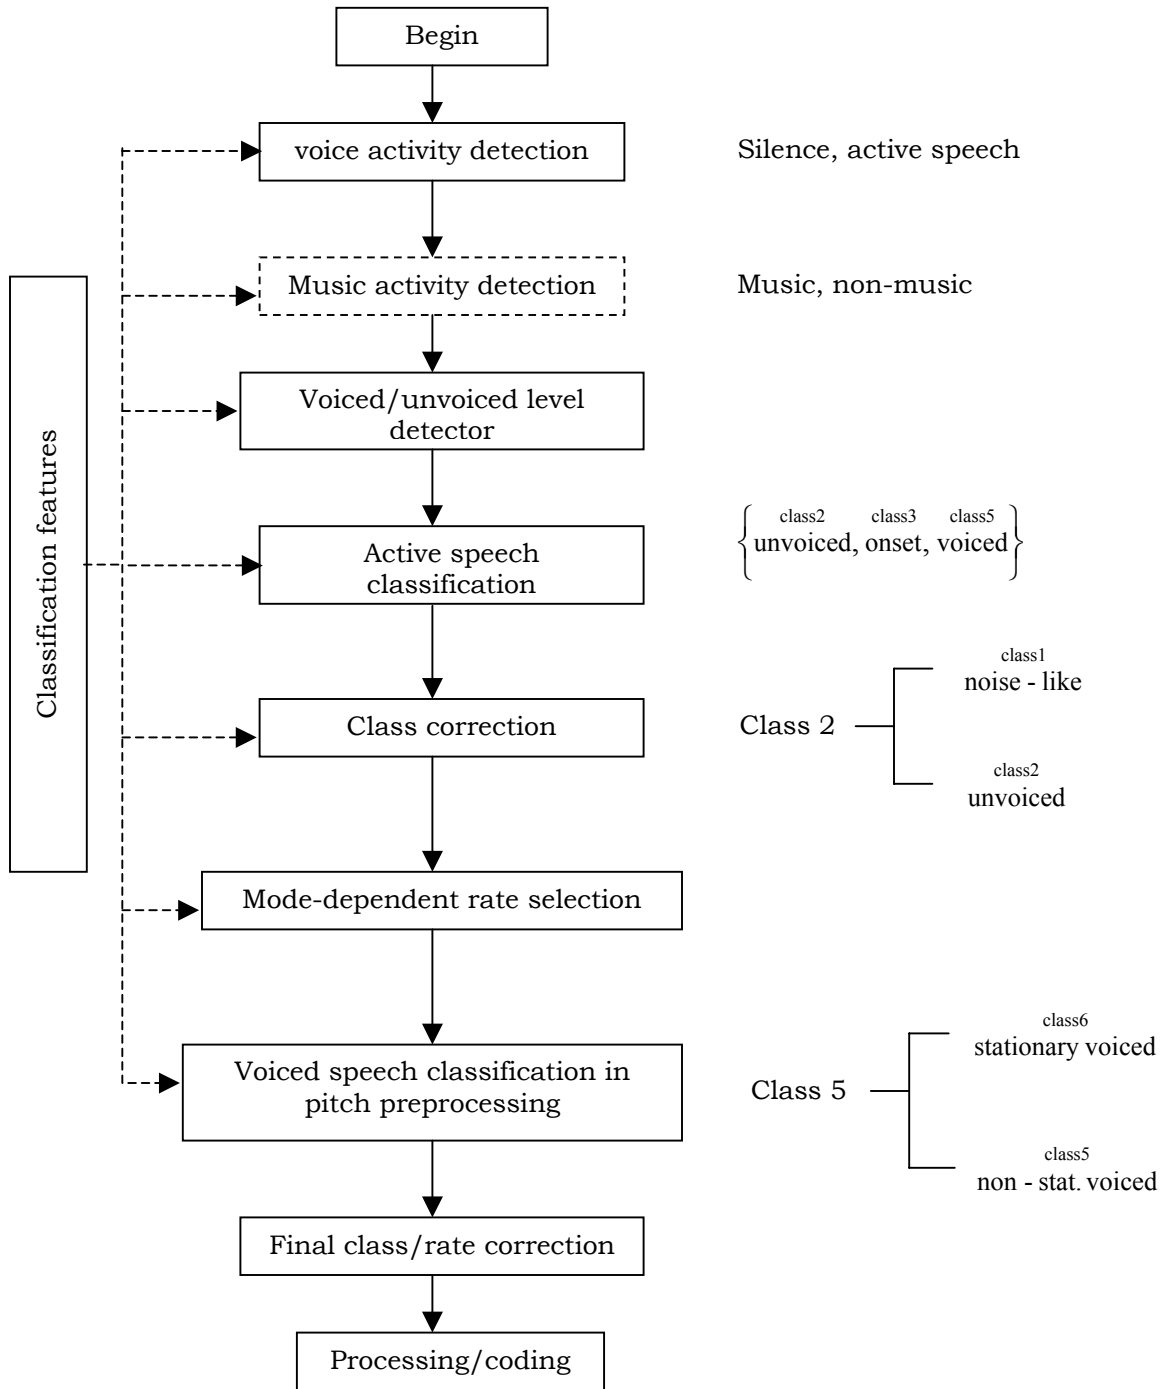 Begin
voice activity detection
Silence, active speech
Music activity detection
Music, non-music
Voiced/unvoiced level
detector
Classification features
Active speech
classification
class2 class3 class5
{unvoiced, onset, voiced}
Class correction
Class 2
class1
noise - like
class2
unvoiced
Mode-dependent rate selection
Voiced speech classification in
pitch preprocessing
Class 5
class6
stationary voiced
class5
non - stat. voiced
Final class/rate correction
Processing/coding